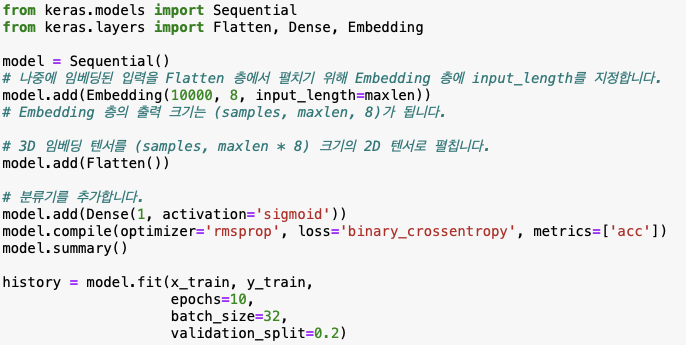 from keras.models import Sequential
from keras.layers import Flatten, Dense, Embedding

model = Sequential()
# 나중에 임베딩된 입력을 Flatten 층에서 펼치기 위해 Embedding 층에 input_length를 지정합니다.
model.add(Embedding(10000, 8, input_length=maxlen))
# Embedding 층의 출력 크기는 (samples, maxlen, 8)가 됩니다.

# 3D 임베딩 텐서를 (samples, maxlen * 8) 크기의 2D 텐서로 펼칩니다.
model.add(Flatten())

# 분류기를 추가합니다.
model.add(Dense(1, activation='sigmoid'))
model.compile(optimizer='rmsprop', loss='binary_crossentropy', metrics=['acc'])
model.summary()

history = model.fit(x_train, y_train,
                    epochs=10,
                    batch_size=32,
                    validation_split=0.2)